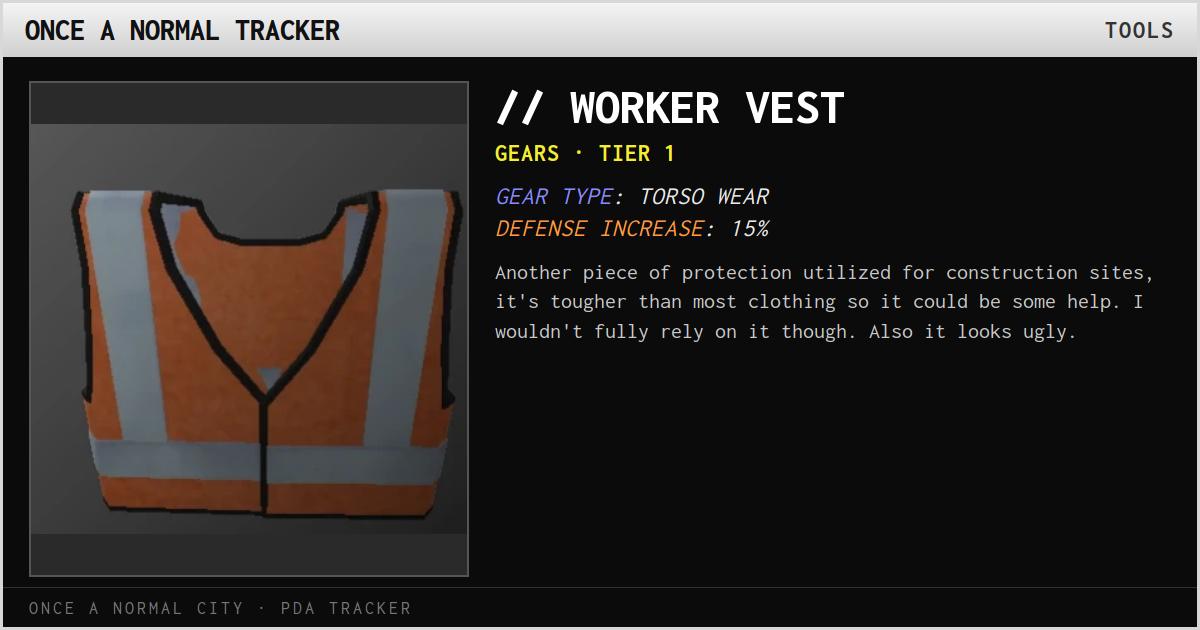 ONCE A NORMAL TRACKER
TOOLS
// WORKER VEST
GEARS · TIER 1
GEAR TYPE: TORSO WEAR
DEFENSE INCREASE: 15%
Another piece of protection utilized for construction sites,
it's tougher than most clothing so it could be some help. I
wouldn't fully rely on it though. Also it looks ugly.
ONCE A NORMAL CITY · PDA TRACKER